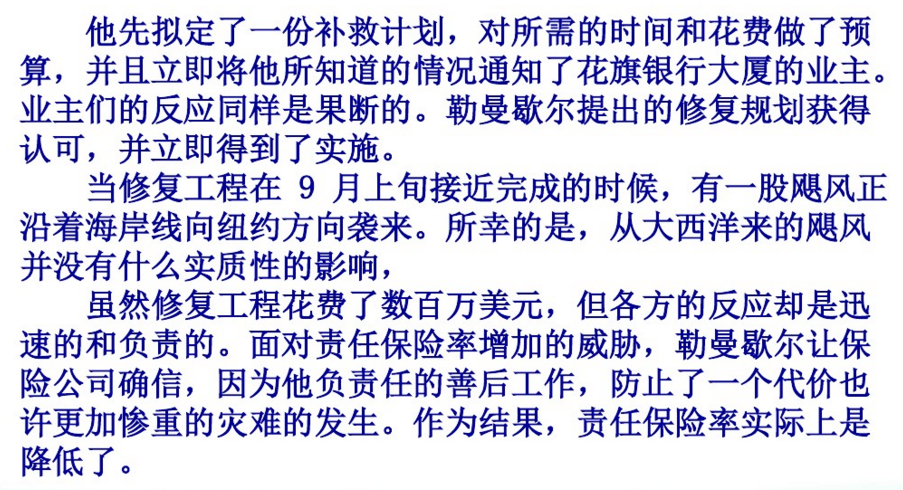 他先拟定了一份补救计划，对所需的时间和花费做了预
算，并且立即将他所知道的情况通知了花旗银行大厦的业主。
业主们的反应同样是果断的。勒曼歇尔提出的修复规划获得
认可，并立即得到了实施。
当修复工程在 9 月上旬接近完成的时候，有一股飓风正
沿着海岸线向纽约方向袭来。所幸的是，从大西洋来的飓风
并没有什么实质性的影响，
虽然修复工程花费了数百万美元，但各方的反应却是迅
速的和负责的。面对责任保险率增加的威胁，勒曼歇尔让保
险公司确信，因为他负责任的善后工作，防止了一个代价也
许更加惨重的灾难的发生。作为结果，责任保险率实际上是
降低了。